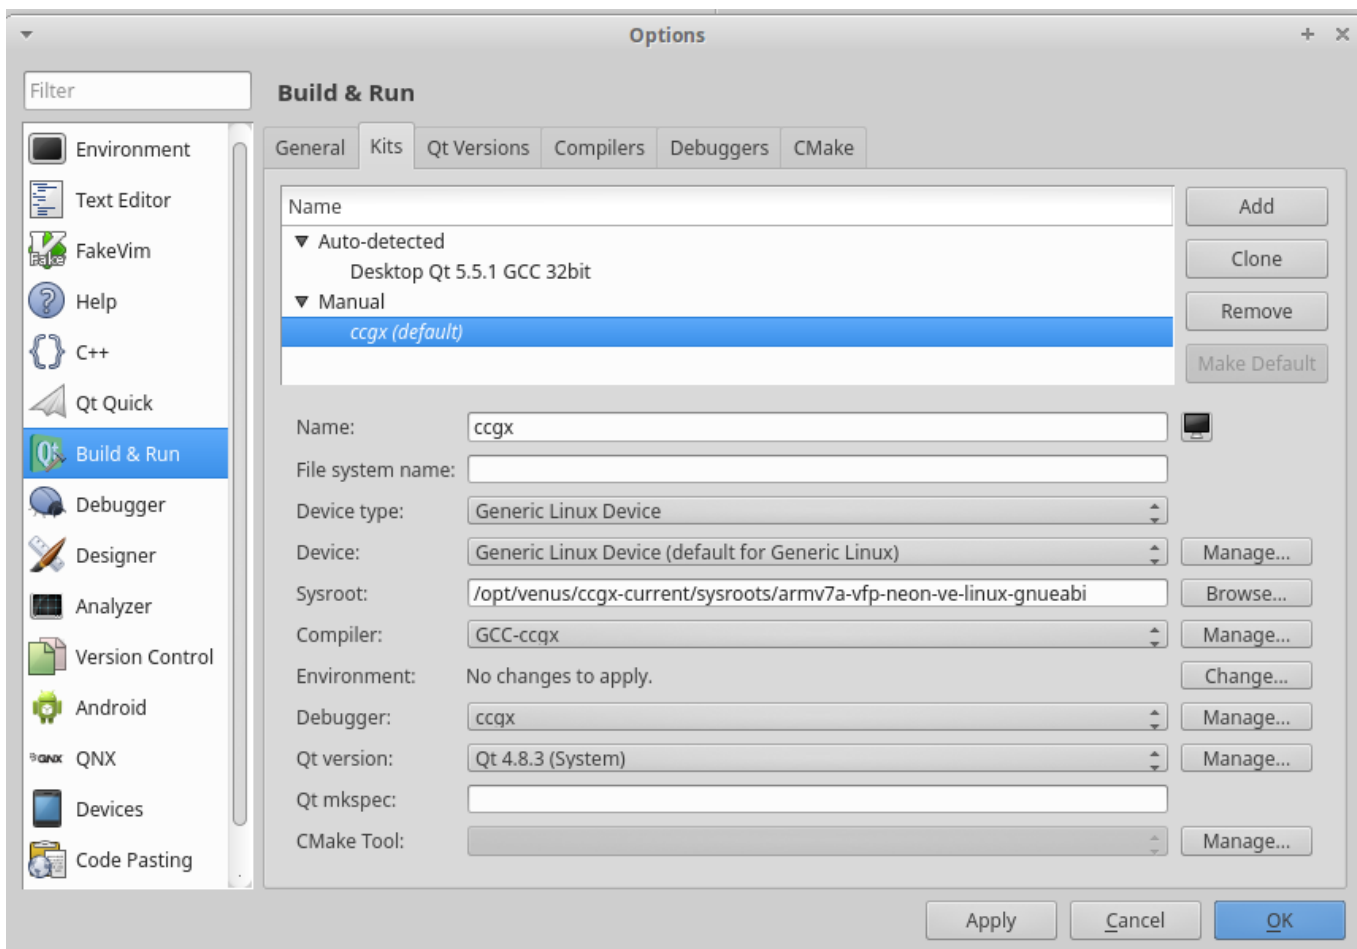 Options
Filter
Build & Run
Environment
Text Editor
FakeVim
Help
C++
Qt Quick
Build & Run
Debugger
Designer
Analyzer
Version Control
Android
QNX
Devices
Code Pasting
General Kits Qt Versions Compilers Debuggers CMake
Name
Auto-detected
Desktop Qt 5.5.1 GCC 32bit
Manual
ccgx (default)
Add
Clone
Remove
Make Default
Name: ccgx
File system name:
Device type: Generic Linux Device
Device: Generic Linux Device (default for Generic Linux) Manage...
Sysroot: /opt/venus/ccgx-current/sysroots/armv7a-vfp-neon-ve-linux-gnueabi Browse...
Compiler: GCC-ccgx Manage...
Environment: No changes to apply. Change...
Debugger: ccgx Manage...
Qt version: Qt 4.8.3 (System) Manage...
Qt mkspec:
CMake Tool: Manage...
Apply Cancel OK